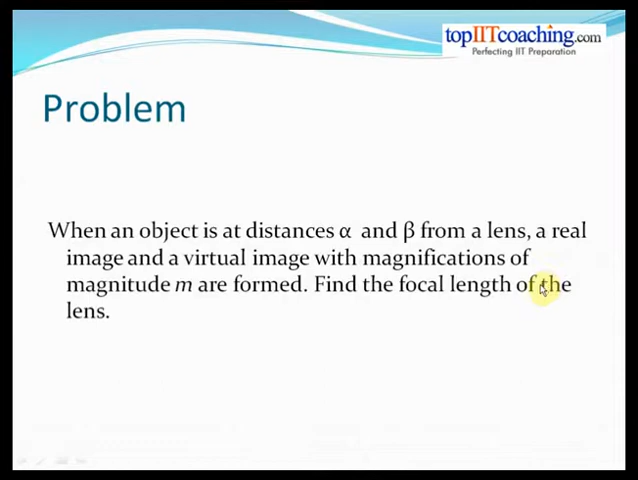 topIITcoaching.com
Perfecting IIT Preparation
Problem
When an object is at distances α and β from a lens, a real
image and a virtual image with magnifications of
magnitude m are formed. Find the focal length of the
lens.